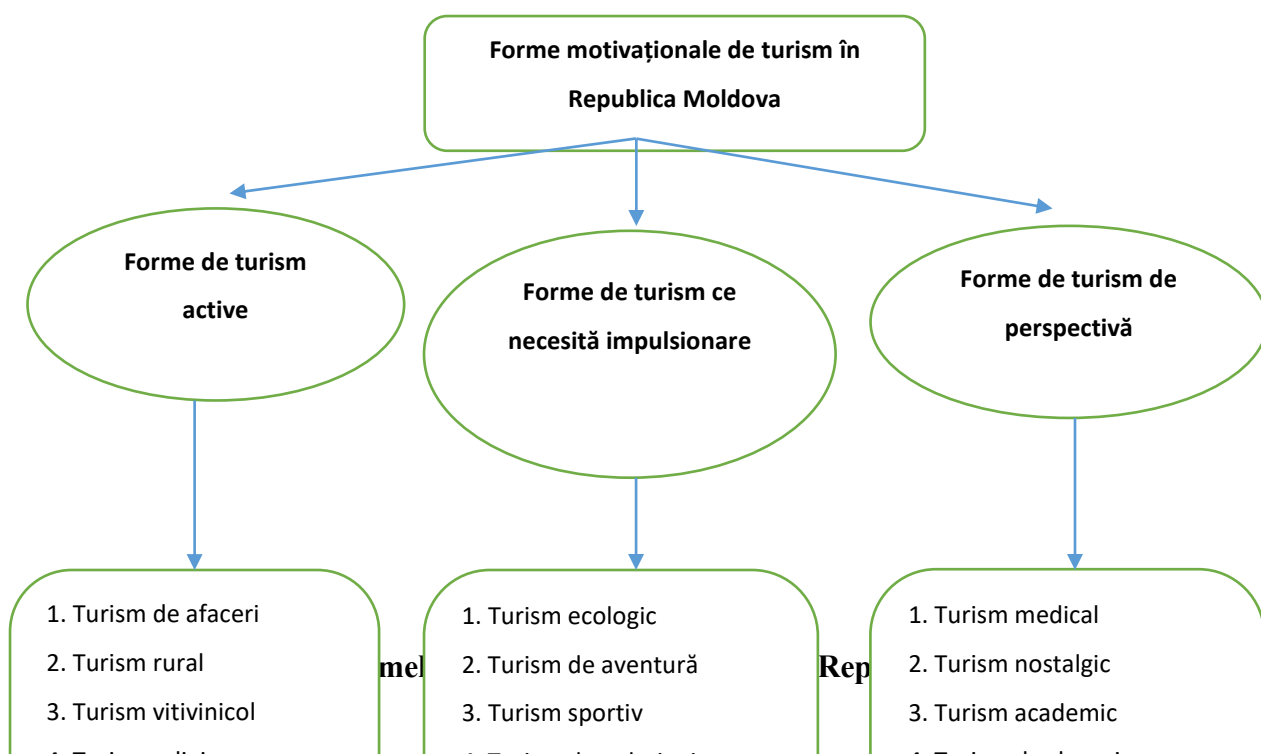 Forme motivaționale de turism în
Republica Moldova
Forme de turism
active
Forme de turism ce
necesită impulsionare
Forme de turism de
perspectivă
1. Turism de afaceri
2. Turism rural
3. Turism vitivinicol
1. Turism ecologic
2. Turism de aventură
3. Turism sportiv
1. Turism medical
2. Turism nostalgic
3. Turism academic